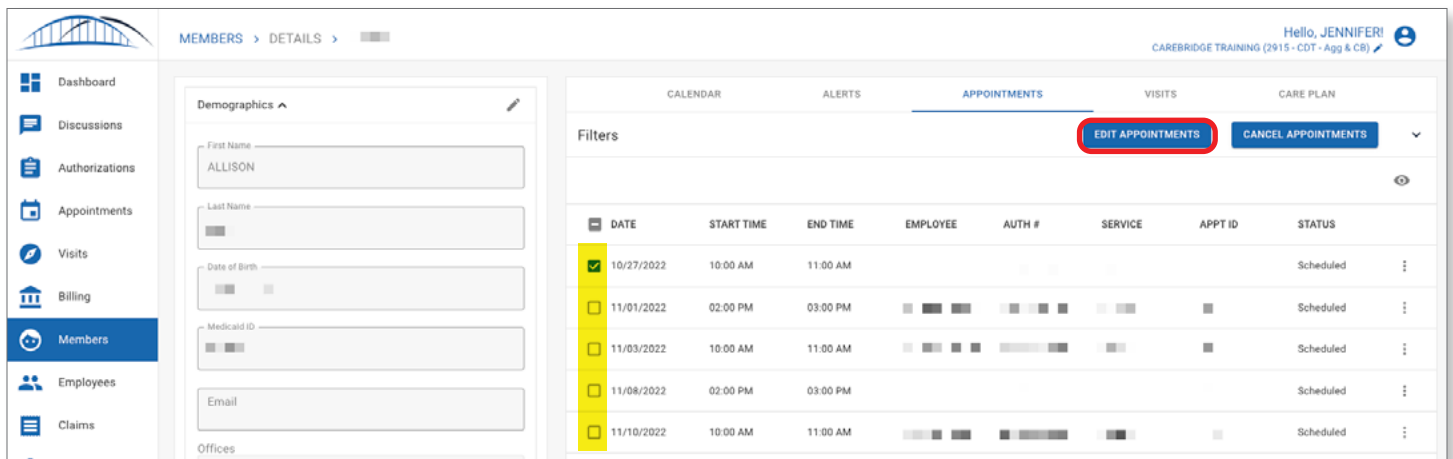 MEMBERS > DETAILS >
Hello, JENNIFER!
CAREBRIDGE TRAINING (2915 - CDT - Agg & CB)
Dashboard
Discussions
Authorizations
Appointments
Visits
Billing
Members
Employees
Claims
Demographics
First Name
ALLISON
Last Name
Date of Birth
Medicaid ID
Email
Offices
CALENDAR ALERTS APPOINTMENTS VISITS CARE PLAN
Filters EDIT APPOINTMENTS CANCEL APPOINTMENTS
DATE START TIME END TIME EMPLOYEE AUTH # SERVICE APPT ID STATUS
10/27/2022 10:00 AM 11:00 AM Scheduled
11/01/2022 02:00 PM 03:00 PM Scheduled
11/03/2022 10:00 AM 11:00 AM Scheduled
11/08/2022 02:00 PM 03:00 PM Scheduled
11/10/2022 10:00 AM 11:00 AM Scheduled